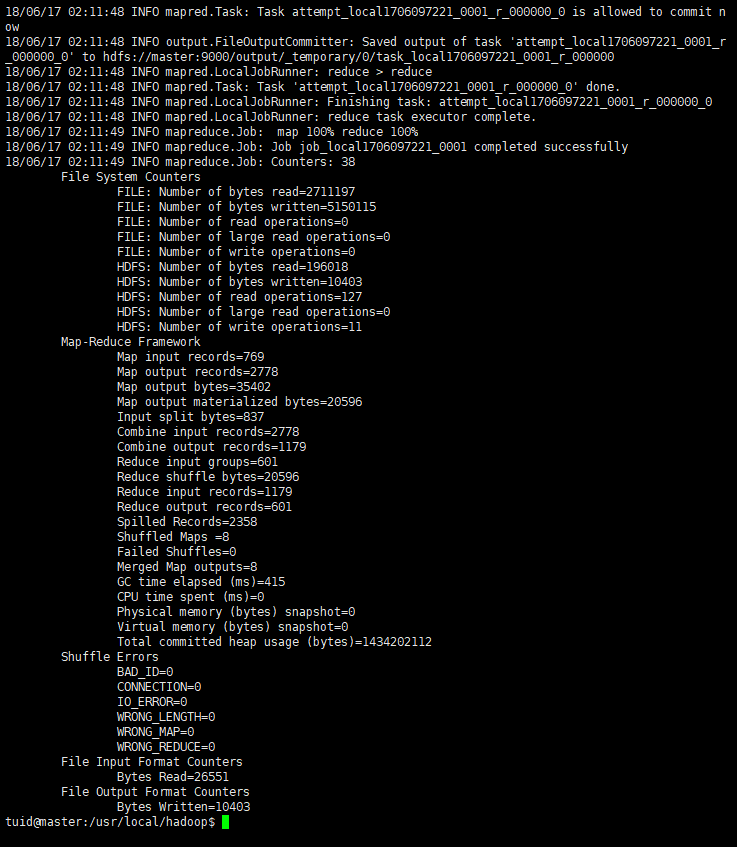 18/06/17 02:11:48 INFO mapred.Task: Task attempt_local1706097221_0001_r_000000_0 is allowed to commit n
ow
18/06/17 02:11:48 INFO output.FileOutputCommitter: Saved output of task 'attempt_local1706097221_0001_r
_000000_0' to hdfs://master:9000/output/_temporary/0/task_local1706097221_0001_r_000000
18/06/17 02:11:48 INFO mapred.LocalJobRunner: reduce > reduce
18/06/17 02:11:48 INFO mapred.Task: Task 'attempt_local1706097221_0001_r_000000_0' done.
18/06/17 02:11:48 INFO mapred.LocalJobRunner: Finishing task: attempt_local1706097221_0001_r_000000_0
18/06/17 02:11:48 INFO mapred.LocalJobRunner: reduce task executor complete.
18/06/17 02:11:49 INFO mapreduce.Job:  map 100% reduce 100%
18/06/17 02:11:49 INFO mapreduce.Job: Job job_local1706097221_0001 completed successfully
18/06/17 02:11:49 INFO mapreduce.Job: Counters: 38
File System Counters
FILE: Number of bytes read=2711197
FILE: Number of bytes written=5150115
FILE: Number of read operations=0
FILE: Number of large read operations=0
FILE: Number of write operations=0
HDFS: Number of bytes read=196018
HDFS: Number of bytes written=10403
HDFS: Number of read operations=127
HDFS: Number of large read operations=0
HDFS: Number of write operations=11
Map-Reduce Framework
Map input records=769
Map output records=2778
Map output bytes=35402
Map output materialized bytes=20596
Input split bytes=837
Combine input records=2778
Combine output records=1179
Reduce input groups=601
Reduce shuffle bytes=20596
Reduce input records=1179
Reduce output records=601
Spilled Records=2358
Shuffled Maps =8
Failed Shuffles=0
Merged Map outputs=8
GC time elapsed (ms)=415
CPU time spent (ms)=0
Physical memory (bytes) snapshot=0
Virtual memory (bytes) snapshot=0
Total committed heap usage (bytes)=1434202112
Shuffle Errors
BAD_ID=0
CONNECTION=0
IO_ERROR=0
WRONG_LENGTH=0
WRONG_MAP=0
WRONG_REDUCE=0
File Input Format Counters
Bytes Read=26551
File Output Format Counters
Bytes Written=10403
tuid@master:/usr/local/hadoop$